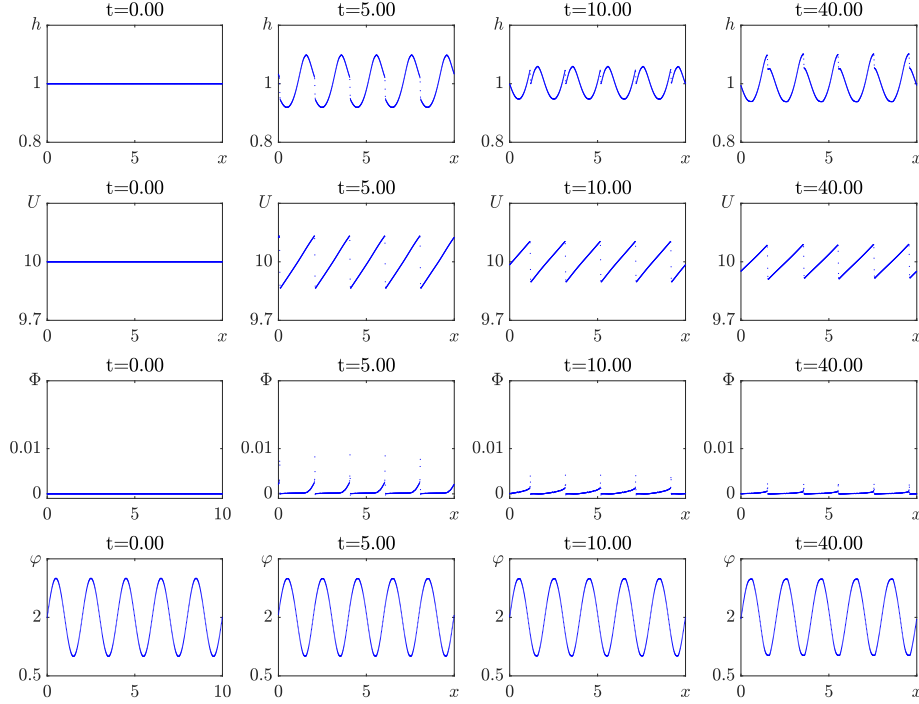 t=0.00 t=5.00 t=10.00 t=40.00
h h h h
1 1 1 1
0.8 0.8 0.8 0.8
0 5 10 x 0 5 x 0 5 x 0 5 x
t=0.00 t=5.00 t=10.00 t=40.00
U U U U
10 10 10 10
9.7 9.7 9.7 9.7
0 5 x 0 5 x 0 5 x 0 5 x
t=0.00 t=5.00 t=10.00 t=40.00
Φ Φ Φ Φ
0.01 0.01 0.01 0.01
0 0 0 0
0 5 10 0 5 x 0 5 x 0 5 x
t=0.00 t=5.00 t=10.00 t=40.00
φ φ φ φ
2 2 2 2
0.5 0.5 0.5 0.5
0 5 10 0 5 x 0 5 x 0 5 x